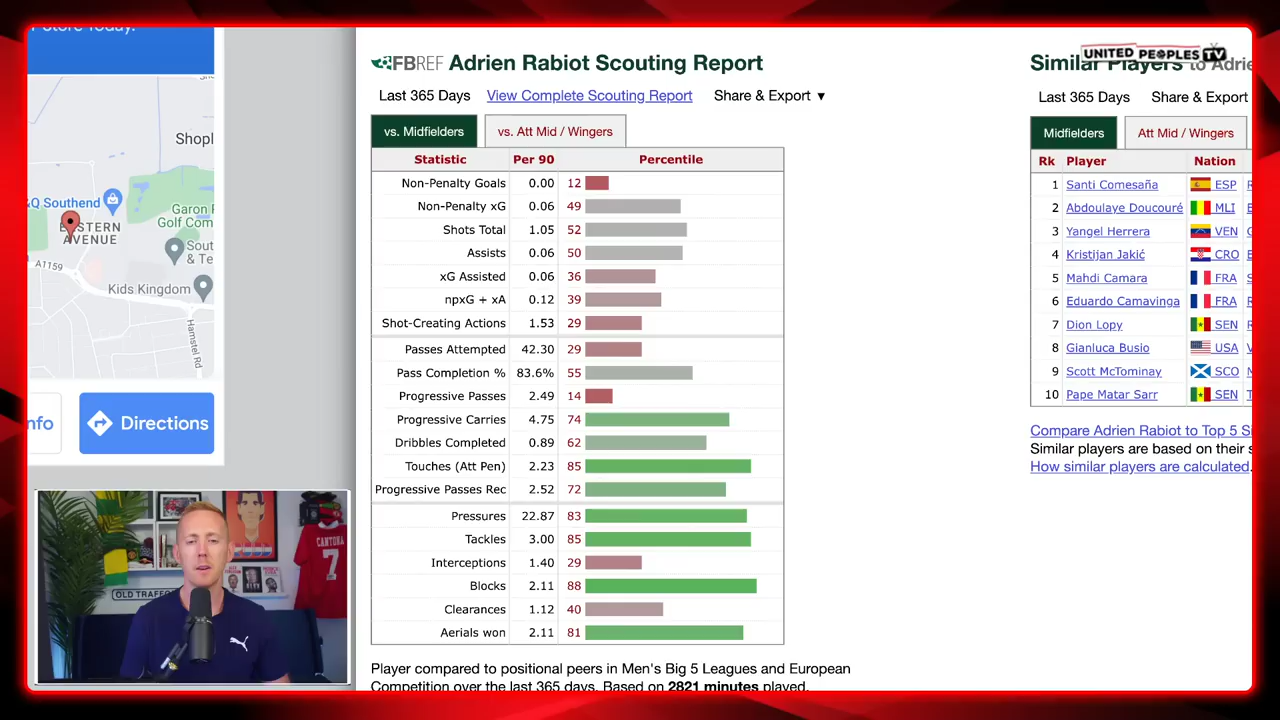 UNITED PEOPLES TV
Shopl
Q Southend
EASTERN
AVENUE
Garon F
Golf Com
Sout
& Te
A1159
Kids Kingdom
Hamstel Rd
nfo
Directions
OLD TRAFF
CANTONA
7
FBREF Adrien Rabiot Scouting Report
Last 365 Days View Complete Scouting Report Share & Export ▼
vs. Midfielders vs. Att Mid / Wingers
Statistic Per 90 Percentile
Non-Penalty Goals 0.00 12
Non-Penalty xG 0.06 49
Shots Total 1.05 52
Assists 0.06 50
xG Assisted 0.06 36
npxG + xA 0.12 39
Shot-Creating Actions 1.53 29
Passes Attempted 42.30 29
Pass Completion % 83.6% 55
Progressive Passes 2.49 14
Progressive Carries 4.75 74
Dribbles Completed 0.89 62
Touches (Att Pen) 2.23 85
Progressive Passes Rec 2.52 72
Pressures 22.87 83
Tackles 3.00 85
Interceptions 1.40 29
Blocks 2.11 88
Clearances 1.12 40
Aerials won 2.11 81
Player compared to positional peers in Men's Big 5 Leagues and European
Competition over the last 365 days. Based on 2821 minutes played.
Similar Players to Adrie
Last 365 Days Share & Export
Midfielders Att Mid / Wingers
Rk Player Nation
1 Santi Comesaña ESP
2 Abdoulaye Doucouré MLI
3 Yangel Herrera VEN
4 Kristijan Jakić CRO
5 Mahdi Camara FRA
6 Eduardo Camavinga FRA
7 Dion Lopy SEN
8 Gianluca Busio USA
9 Scott McTominay SCO
10 Pape Matar Sarr SEN
Compare Adrien Rabiot to Top 5 Si
Similar players are based on their s
How similar players are calculated.